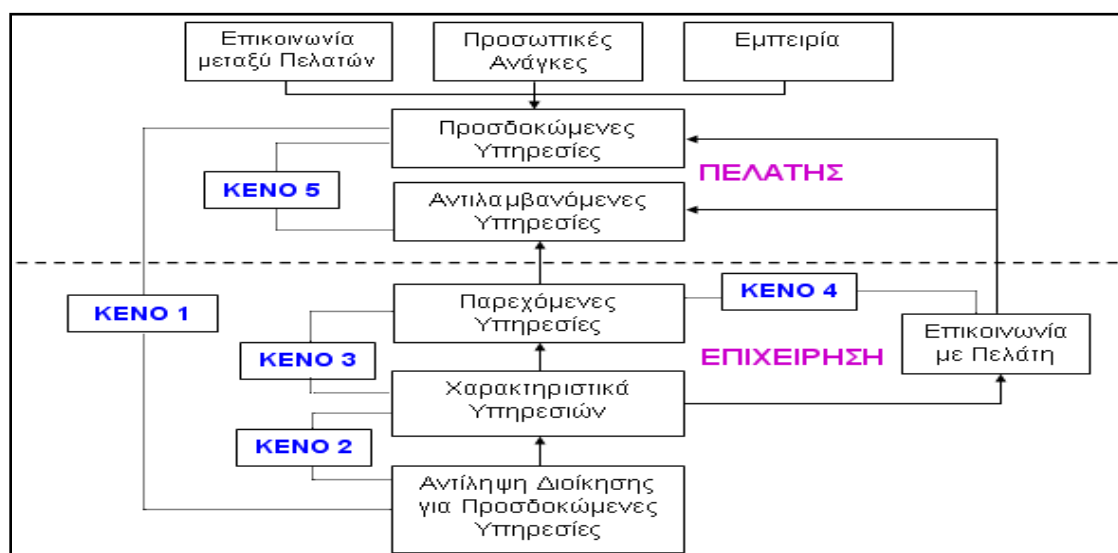 Επικοινωνία
μεταξύ Πελατών
Προσωπικές
Ανάγκες
Εμπειρία
Προσδοκώμενες
Υπηρεσίες
ΚΕΝΟ 5
ΠΕΛΑΤΗΣ
Αντιλαμβανόμενες
Υπηρεσίες
ΚΕΝΟ 1
Παρεχόμενες
Υπηρεσίες
ΚΕΝΟ 4
ΚΕΝΟ 3
ΕΠΙΧΕΙΡΗΣΗ
Επικοινωνία
με Πελάτη
Χαρακτηριστικά
Υπηρεσιών
ΚΕΝΟ 2
Αντίληψη Διοίκησης
για Προσδοκώμενες
Υπηρεσίες